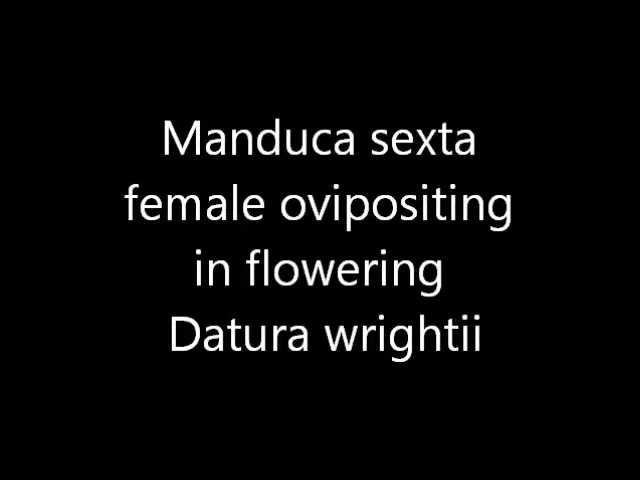 Manduca sexta
female ovipositing
in flowering
Datura wrightii